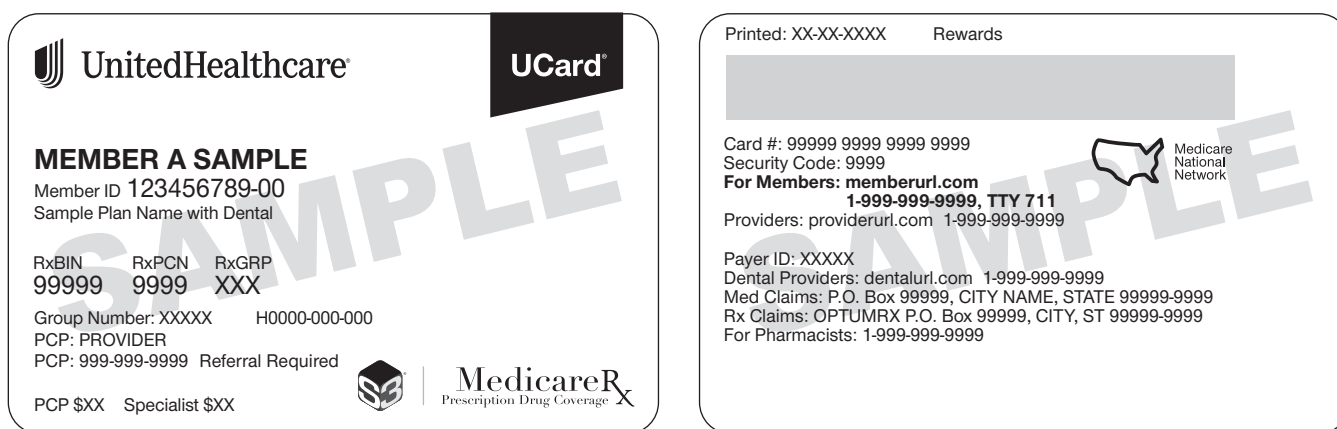 UnitedHealthcare®
UCard®
SAMPLE
MEMBER A SAMPLE
Member ID 123456789-00
Sample Plan Name with Dental
RxBIN RxPCN RxGRP
99999 9999 XXX
Group Number: XXXXX H0000-000-000
PCP: PROVIDER
PCP: 999-999-9999 Referral Required
S3
MedicareRx
Prescription Drug Coverage
PCP $XX Specialist $XX
Printed: XX-XX-XXXX Rewards
SAMPLE
Card #: 99999 9999 9999 9999
Security Code: 9999
For Members: memberurl.com
1-999-999-9999, TTY 711
Providers: providerurl.com 1-999-999-9999
Medicare
National
Network
Payer ID: XXXXX
Dental Providers: dentalurl.com 1-999-999-9999
Med Claims: P.O. Box 99999, CITY NAME, STATE 99999-9999
Rx Claims: OPTUMRX P.O. Box 99999, CITY, ST 99999-9999
For Pharmacists: 1-999-999-9999